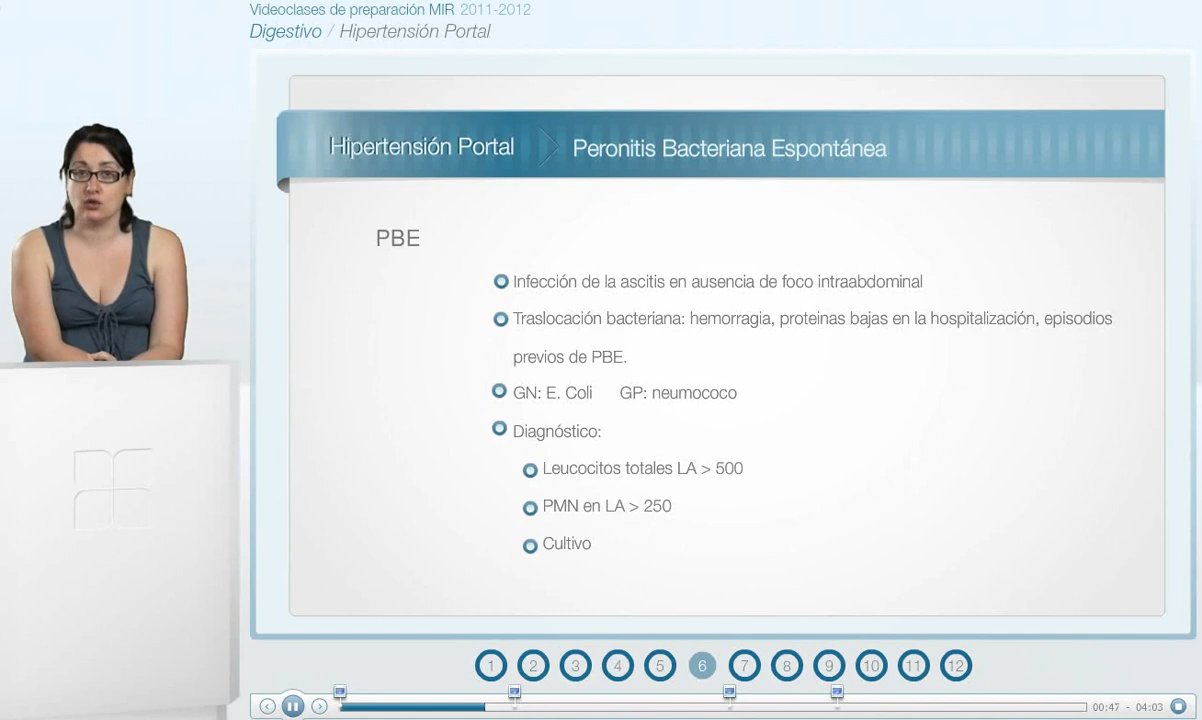 Videoclases de preparación MIR 2011-2012
Digestivo / Hipertensión Portal
Hipertensión Portal Peronitis Bacteriana Espontánea
PBE
Infección de la ascitis en ausencia de foco intraabdominal
Traslocación bacteriana: hemorragia, proteinas bajas en la hospitalización, episodios
previos de PBE.
GN: E. Coli GP: neumococo
Diagnóstico:
Leucocitos totales LA > 500
PMN en LA > 250
Cultivo
1 2 3 4 5 6 7 8 9 10 11 12
00:47 - 04:03